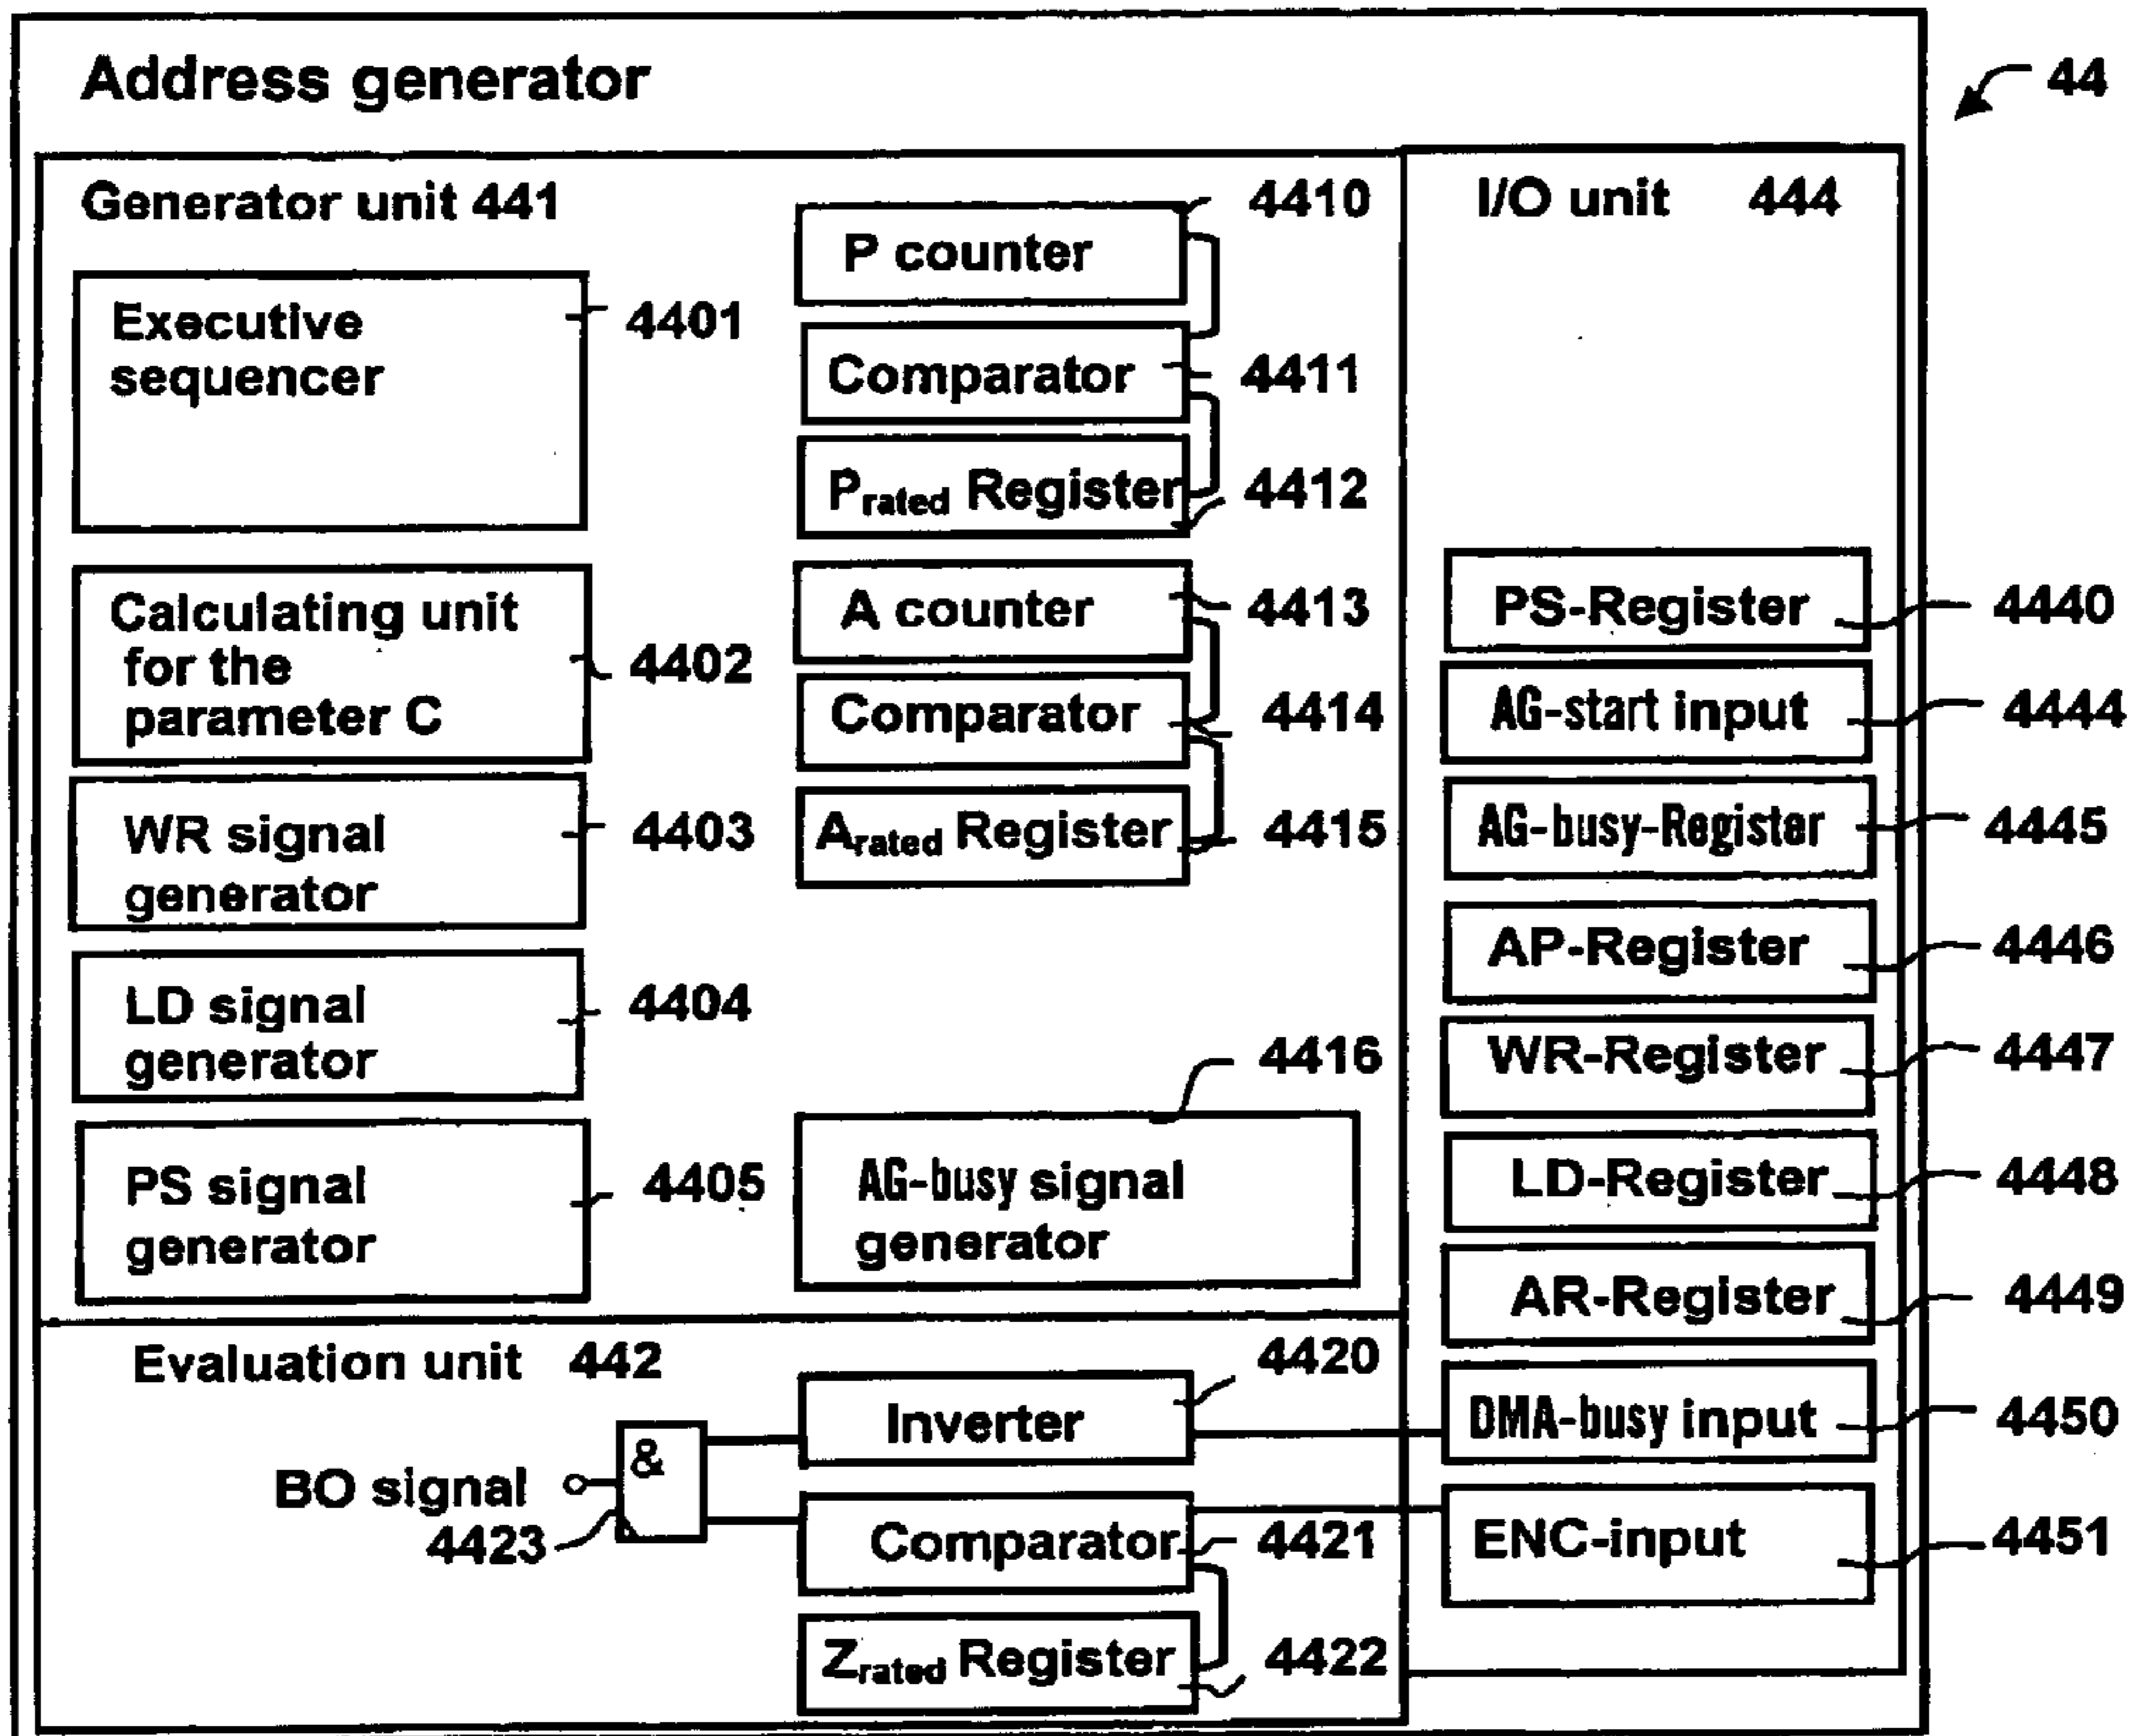 Address generator
44
Generator unit 441
Executive
sequencer
4401
Calculating unit
for the
parameter C
4402
WR signal
generator
4403
LD signal
generator
4404
PS signal
generator
4405
P counter
4410
Comparator
4411
Prated Register
4412
A counter
4413
Comparator
4414
Arated Register
4415
4416
AG-busy signal
generator
I/O unit 444
PS-Register
4440
AG-start input
4444
AG-busy-Register
4445
AP-Register
4446
WR-Register
4447
LD-Register
4448
AR-Register
4449
DMA-busy input
4450
ENC-input
4451
Evaluation unit 442
4420
Inverter
&
BO signal
4423
Comparator
4421
Zrated Register
4422